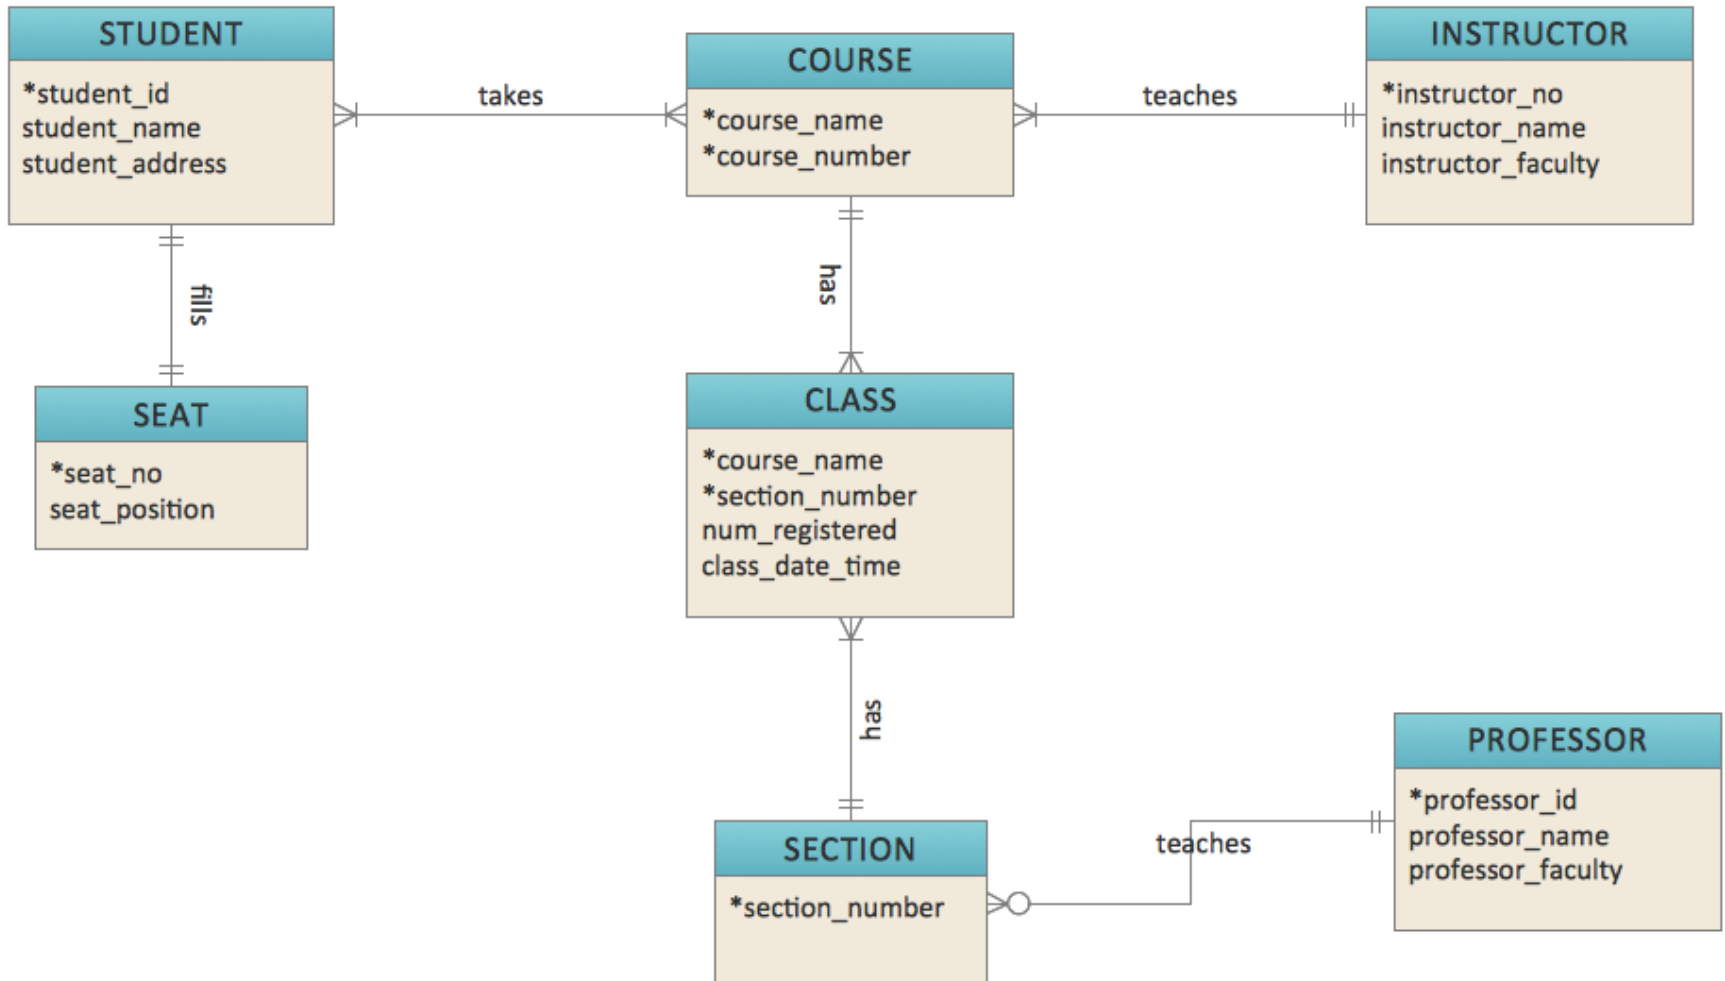 STUDENT
*student_id
student_name
student_address
takes
COURSE
*course_name
*course_number
teaches
INSTRUCTOR
*instructor_no
instructor_name
instructor_faculty
fills
has
SEAT
*seat_no
seat_position
CLASS
*course_name
*section_number
num_registered
class_date_time
has
SECTION
*section_number
teaches
PROFESSOR
*professor_id
professor_name
professor_faculty